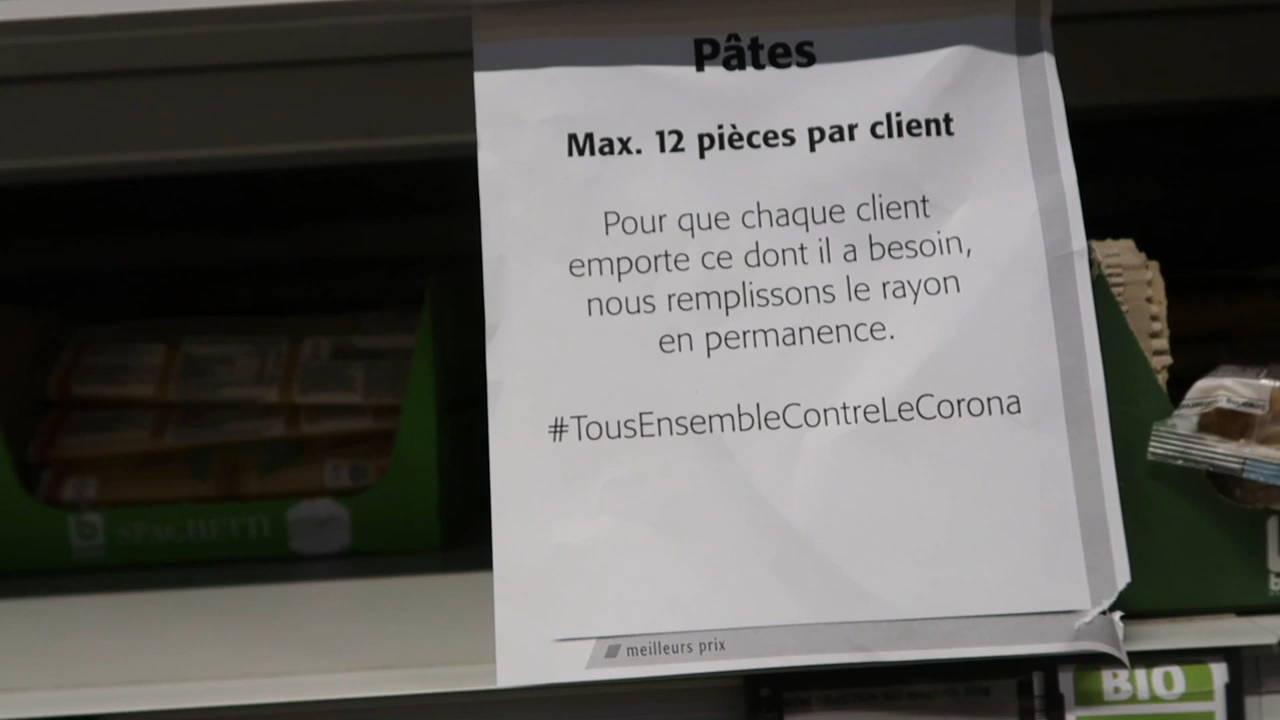 Pâtes
Max. 12 pièces par client
Pour que chaque client
emporte ce dont il a besoin,
nous remplissons le rayon
en permanence.
#TousEnsembleContreLeCorona
b SPAGHETTI
meilleurs prix
BIO